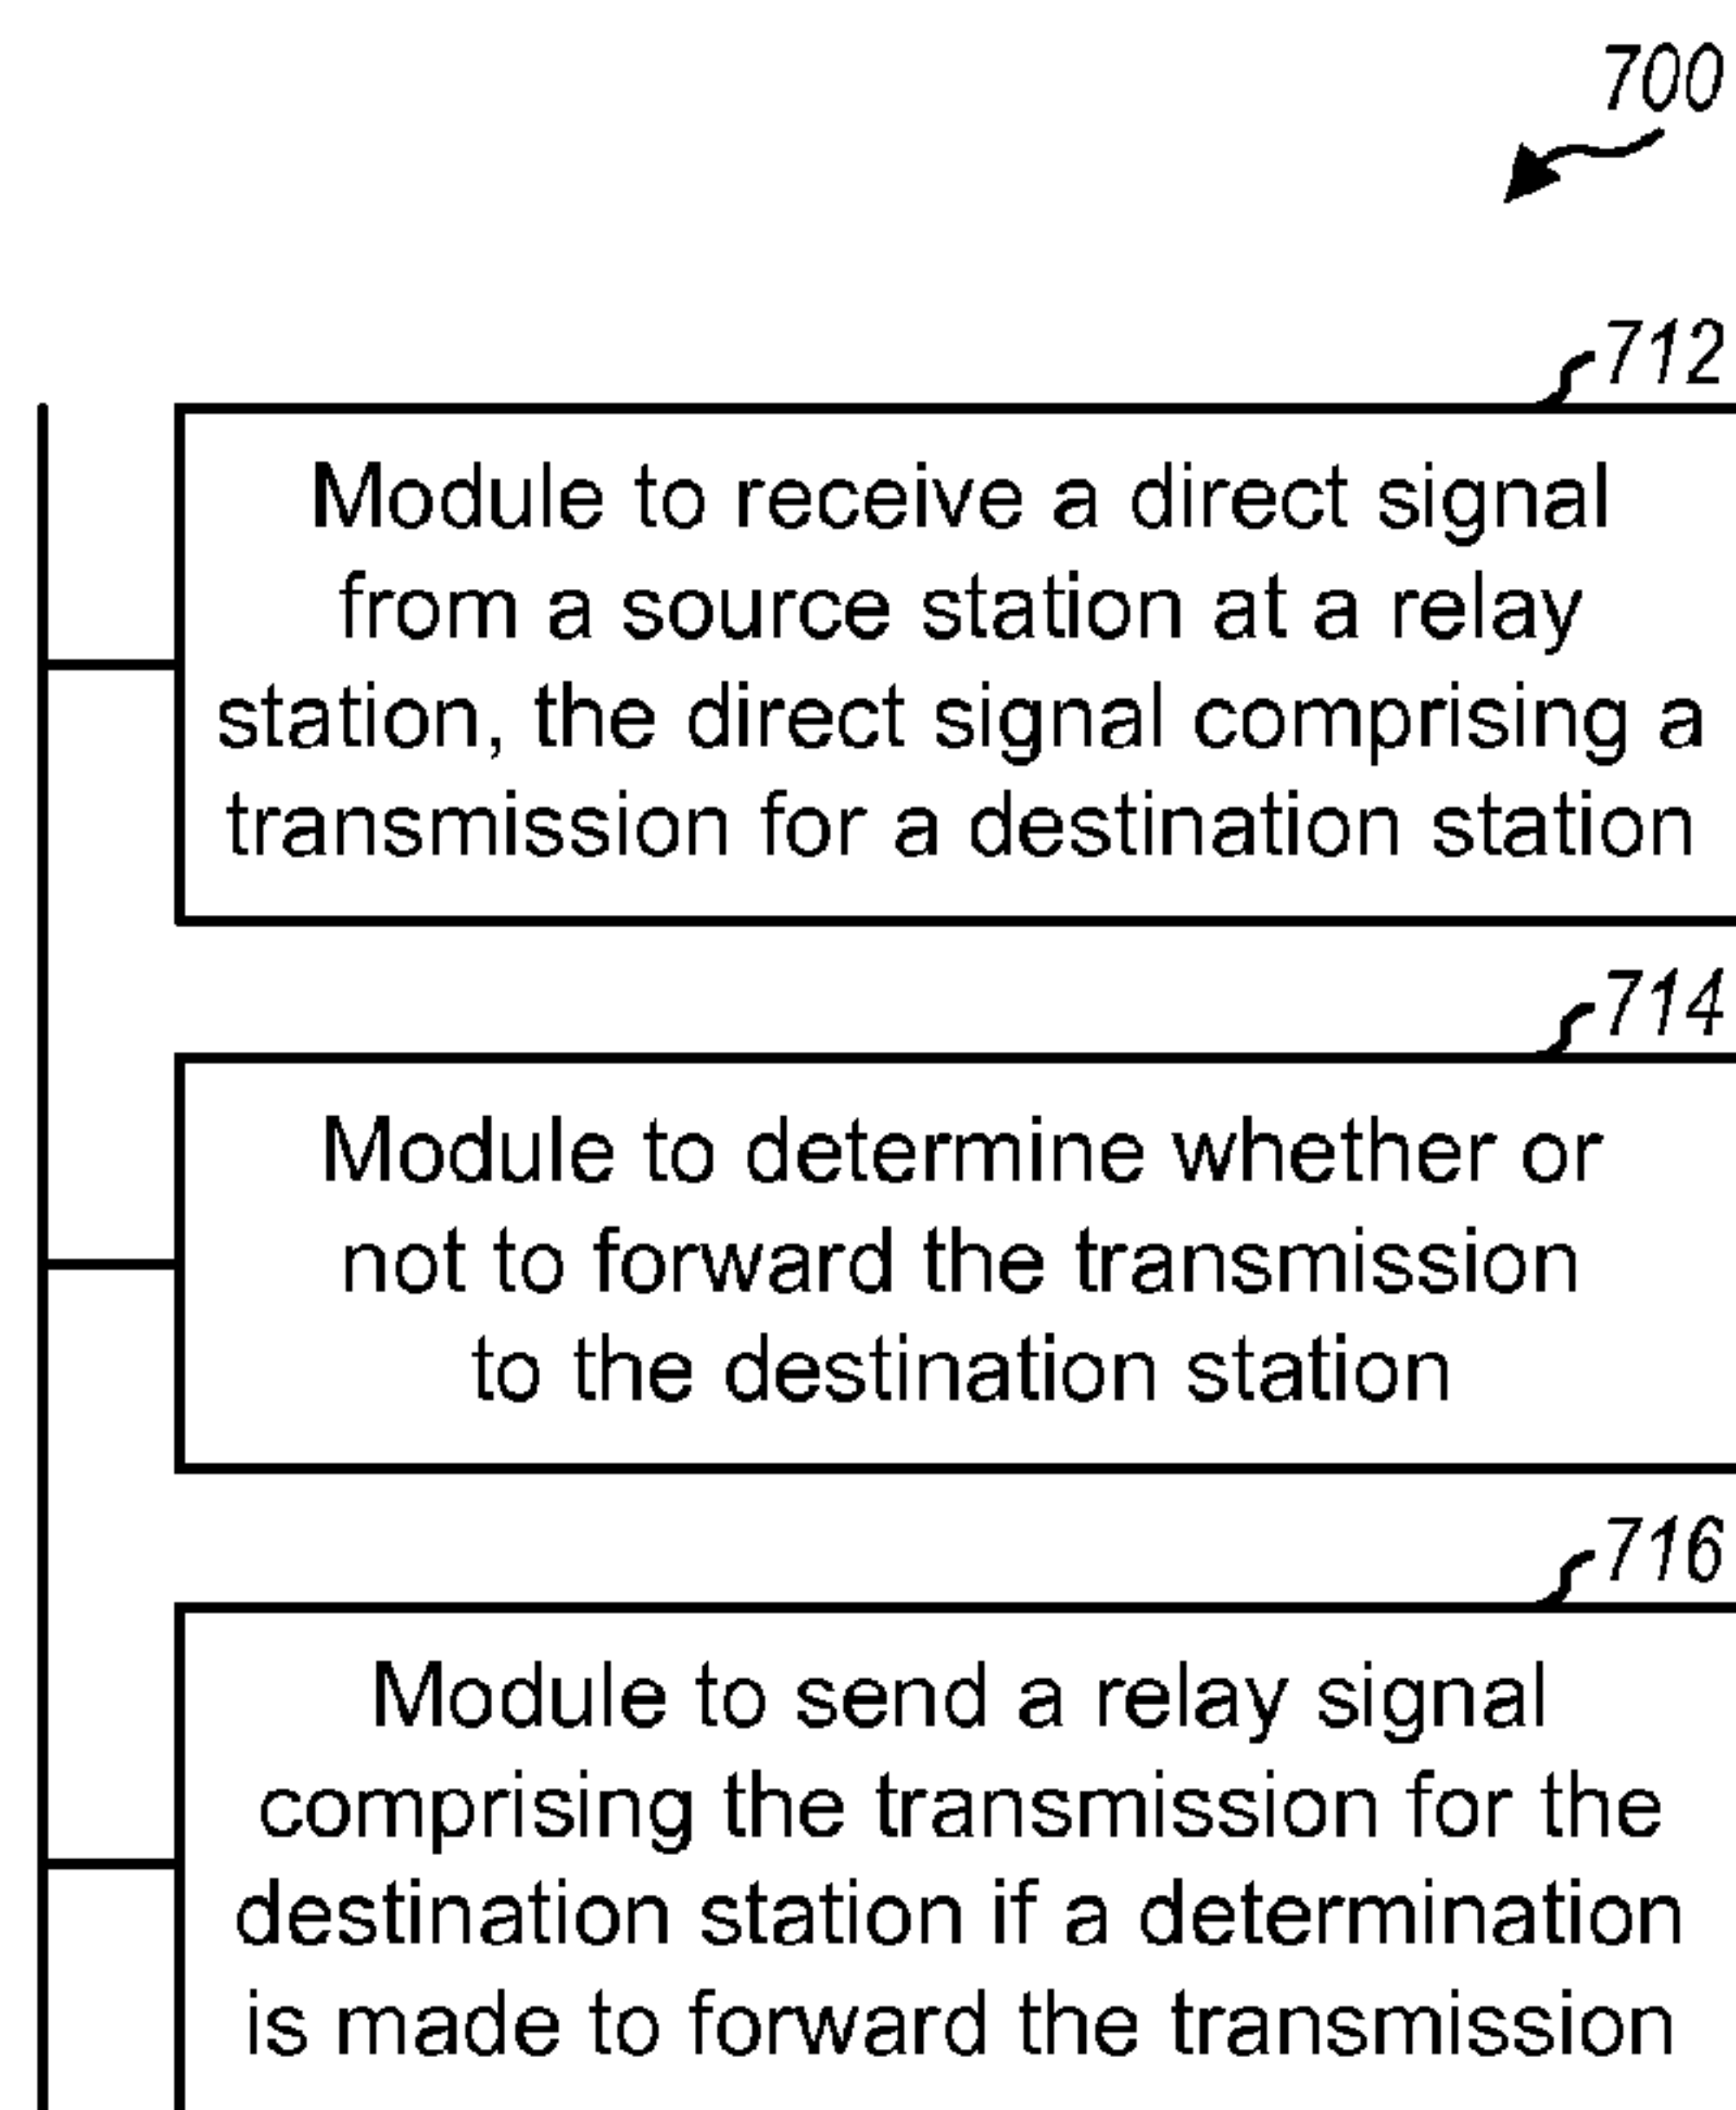 700
712
Module to receive a direct signal
from a source station at a relay
station, the direct signal comprising a
transmission for a destination station
714
Module to determine whether or
not to forward the transmission
to the destination station
716
Module to send a relay signal
comprising the transmission for the
destination station if a determination
is made to forward the transmission